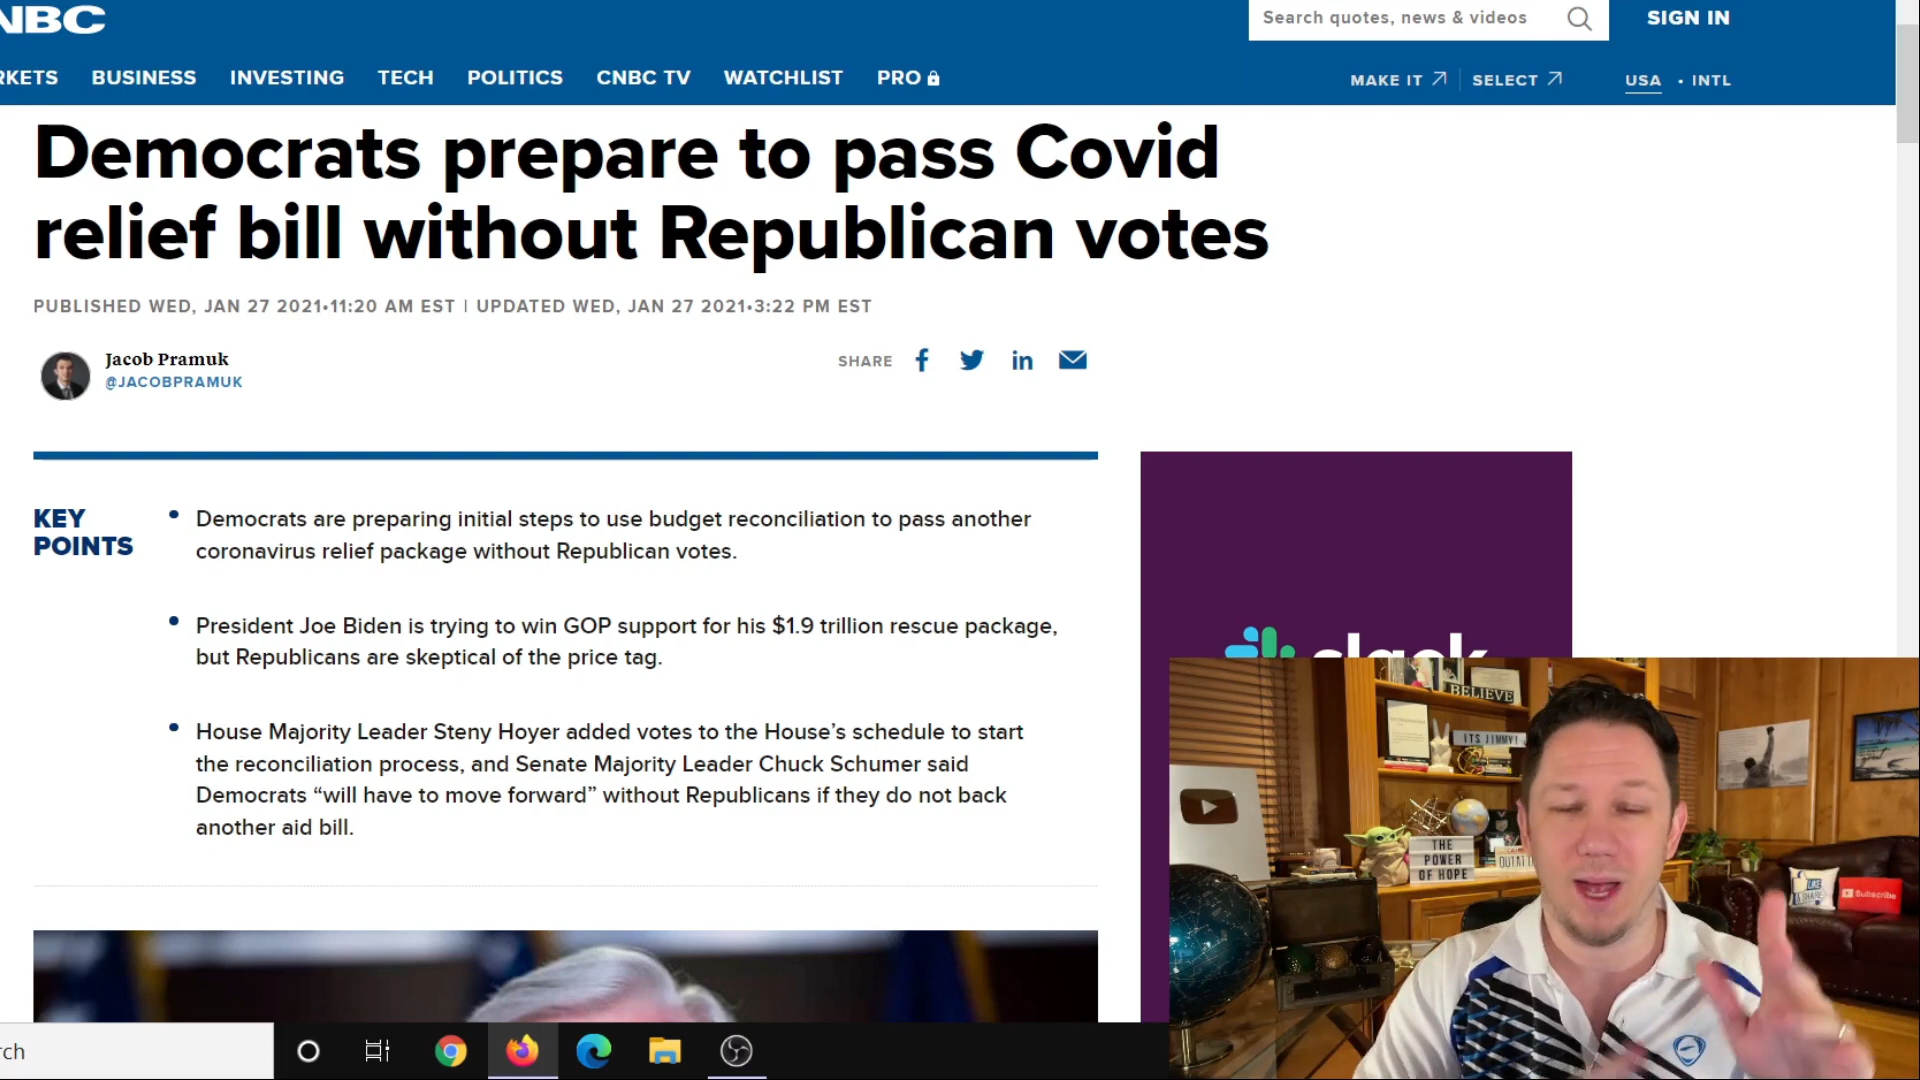 NBC
Search quotes, news & videos
SIGN IN
RKETS BUSINESS INVESTING TECH POLITICS CNBC TV WATCHLIST PRO
MAKE IT SELECT USA • INTL
Democrats prepare to pass Covid
relief bill without Republican votes
PUBLISHED WED, JAN 27 2021•11:20 AM EST | UPDATED WED, JAN 27 2021•3:22 PM EST
Jacob Pramuk
@JACOBPRAMUK
SHARE
KEY
POINTS
• Democrats are preparing initial steps to use budget reconciliation to pass another
coronavirus relief package without Republican votes.
• President Joe Biden is trying to win GOP support for his $1.9 trillion rescue package,
but Republicans are skeptical of the price tag.
• House Majority Leader Steny Hoyer added votes to the House’s schedule to start
the reconciliation process, and Senate Majority Leader Chuck Schumer said
Democrats “will have to move forward” without Republicans if they do not back
another aid bill.
slack
BELIEVE
ITS JIMMY!
THE
POWER
OF HOPE
OUTAT
LIKE
& SHARE
Subscribe
rch